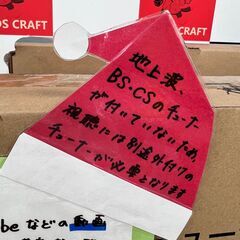 DS CRAFT
CRAFT
地上波、
BS・CSのチューナー
が付いていないため
視聴には別途外付けの
チューナーが必要となります
beなどの動画